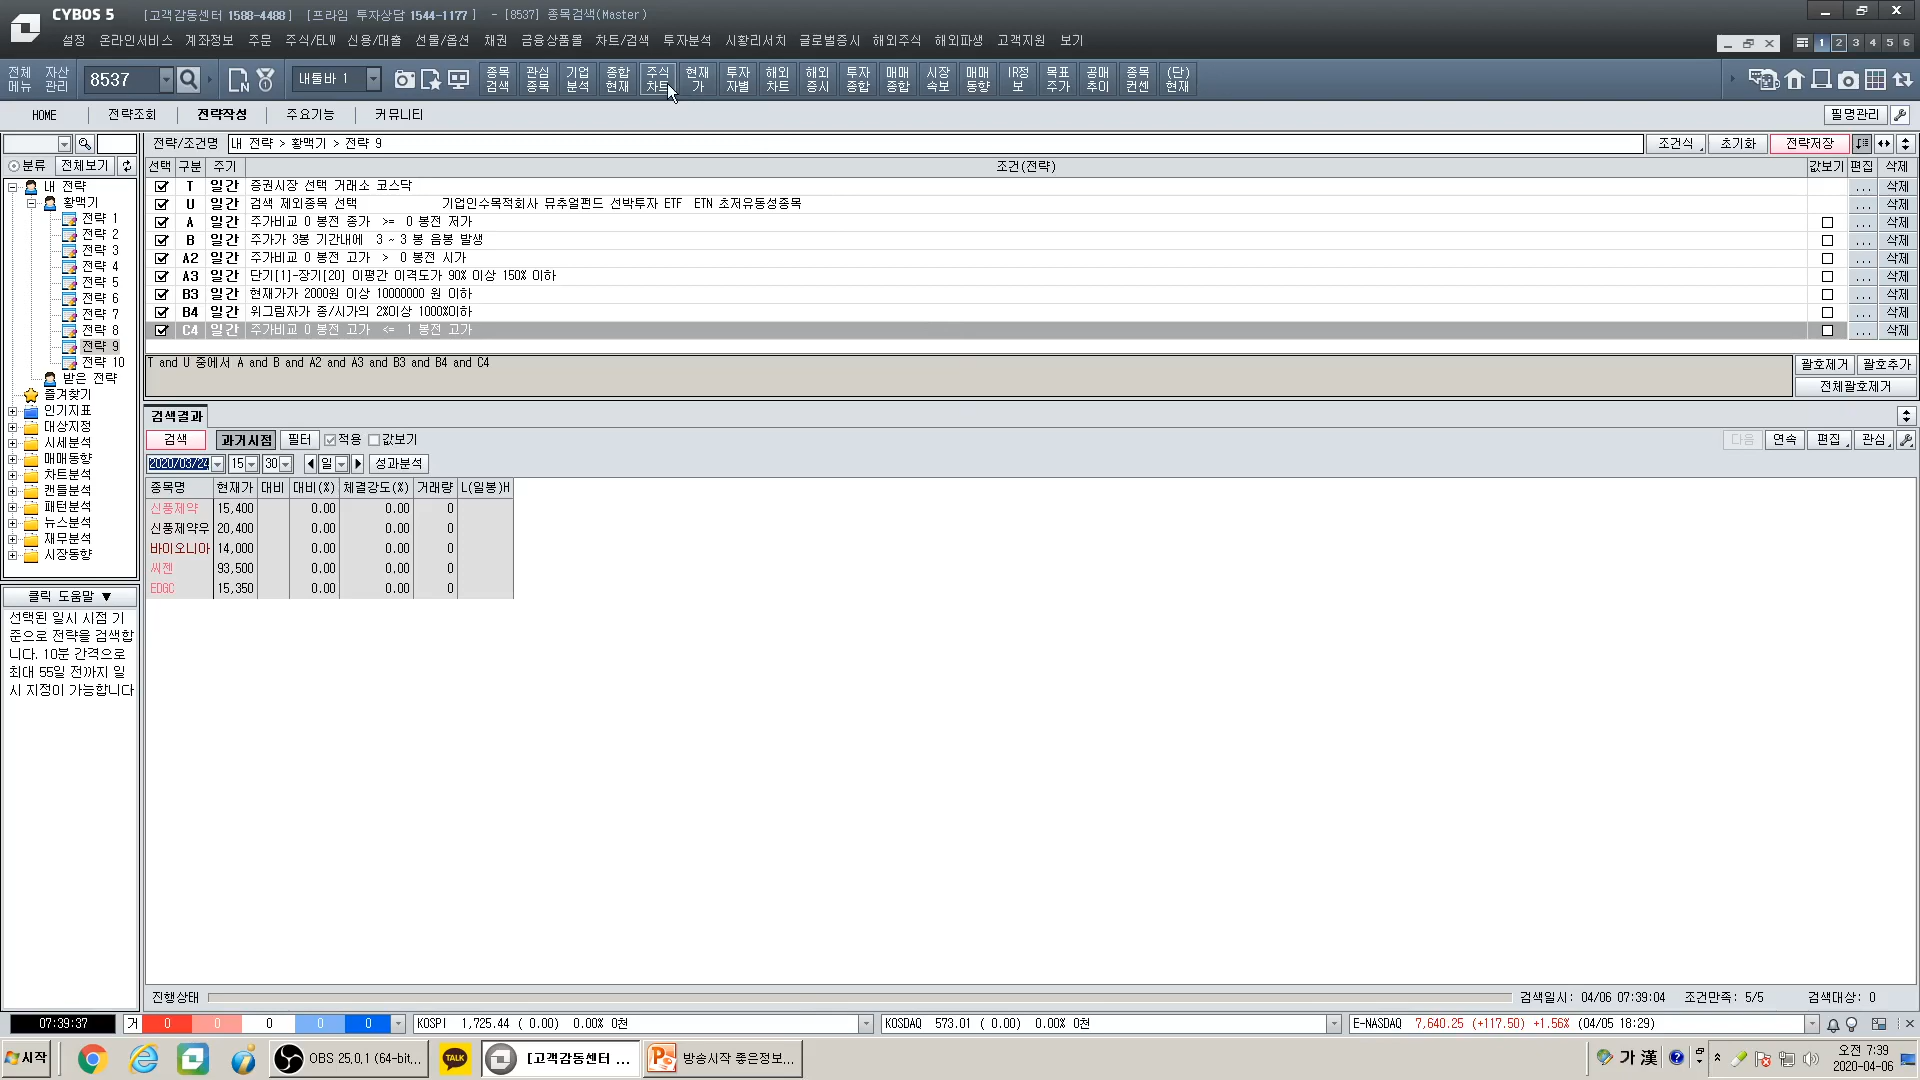 CYBOS 5 [고객감동센터 1588-4488] [프라임 투자상담 1544-1177] - [8537] 종목검색(Master)
설정 온라인서비스 계좌정보 주문 주식/ELW 신용/대출 선물/옵션 채권 금융상품몰 차트/검색 투자분석 시황리서치 글로벌증시 해외주식 해외파생 고객지원 보기
1 2 3 4 5 6
전체메뉴 자산관리 8537 내툴바 1 종목검색 관심종목 기업분석 종합현재 주식차트 현재가 투자자별 해외차트 해외증시 투자종합 매매종합 시장속보 매매동향 IR정보 목표주가 공매추이 종목컨센 (단)현재
HOME 전략조회 전략작성 주요기능 커뮤니티 필명관리
전략/조건명 내 전략 > 황맥기 > 전략 9 조건식 초기화 전략저장
분류 전체보기
선택 구분 주기 조건(전략) 값보기 편집 삭제
T 일간 증권시장 선택 거래소 코스닥 ... 삭제
U 일간 검색 제외종목 선택 기업인수목적회사 뮤추얼펀드 선박투자 ETF ETN 초저유동성종목 ... 삭제
A 일간 주가비교 0 봉전 종가 >= 0 봉전 저가 ... 삭제
B 일간 주가가 3봉 기간내에 3 ~ 3 봉 음봉 발생 ... 삭제
A2 일간 주가비교 0 봉전 고가 > 0 봉전 시가 ... 삭제
A3 일간 단기[1]-장기[20] 이평간 이격도가 90% 이상 150% 이하 ... 삭제
B3 일간 현재가가 2000원 이상 10000000 원 이하 ... 삭제
B4 일간 위그림자가 종/시가의 2%이상 1000%이하 ... 삭제
C4 일간 주가비교 0 봉전 고가 <= 1 봉전 고가 ... 삭제
T and U 중에서 A and B and A2 and A3 and B3 and B4 and C4
괄호제거 괄호추가
전체괄호제거
내 전략
황맥기
전략 1
전략 2
전략 3
전략 4
전략 5
전략 6
전략 7
전략 8
전략 9
전략 10
받은 전략
즐겨찾기
인기지표
대상지정
시세분석
매매동향
차트분석
캔들분석
패턴분석
뉴스분석
재무분석
시장동향
클릭 도움말 ▼
선택된 일시 시점 기
준으로 전략을 검색합
니다. 10분 간격으로
최대 55일 전까지 일
시 지정이 가능합니다
검색결과
검색 과거시점 필터 적용 값보기 다음 연속 편집 관심
2020/03/24 15 30 일 성과분석
종목명 현재가 대비 대비(%) 체결강도(%) 거래량 L(일봉)H
신풍제약 15,400 0.00 0.00 0
신풍제약우 20,400 0.00 0.00 0
바이오니아 14,000 0.00 0.00 0
씨젠 93,500 0.00 0.00 0
EDGC 15,350 0.00 0.00 0
진행상태 검색일시: 04/06 07:39:04 조건만족: 5/5 검색대상: 0
07:39:37 거 0 0 0 0 0 KOSPI 1,725.44 ( 0.00) 0.00% 0천 KOSDAQ 573.01 ( 0.00) 0.00% 0천 E-NASDAQ 7,640.25 (+117.50) +1.56% (04/05 18:29)
시작 OBS 25.0.1 (64-bit... TALK [고객감동센터 ... 방송시작 좋은정보... 가 漢 오전 7:39
2020-04-06